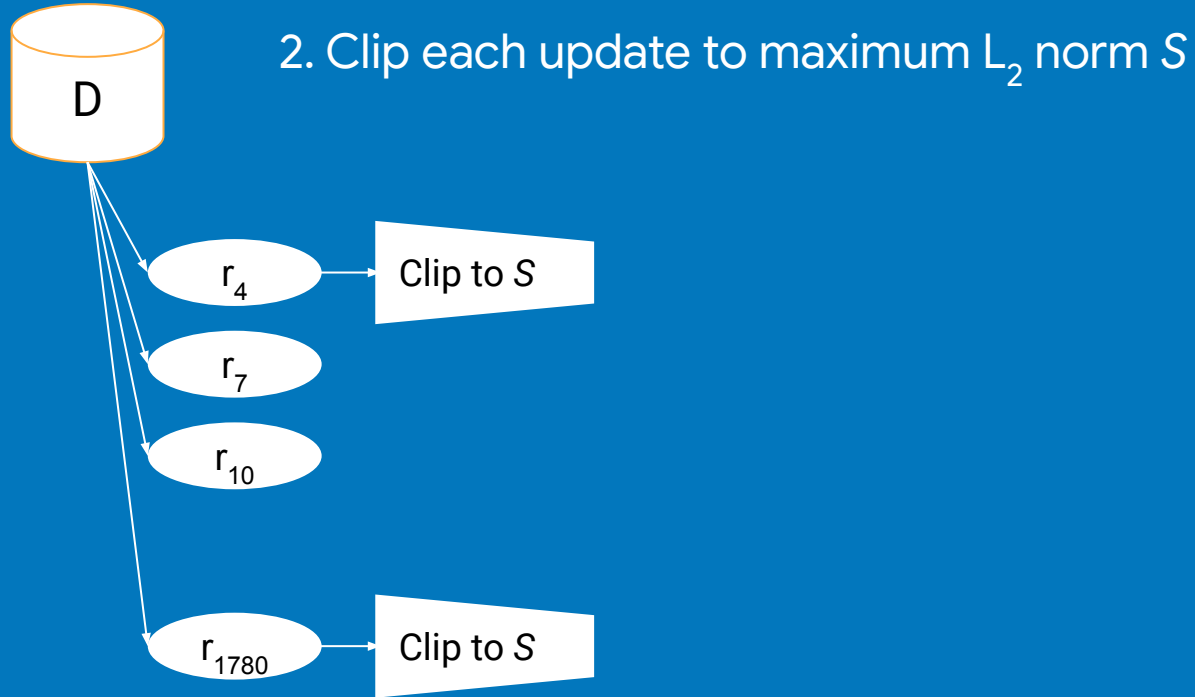 D
2. Clip each update to maximum L₂ norm S
r₄
Clip to S
r₇
r₁₀
r₁₇₈₀
Clip to S